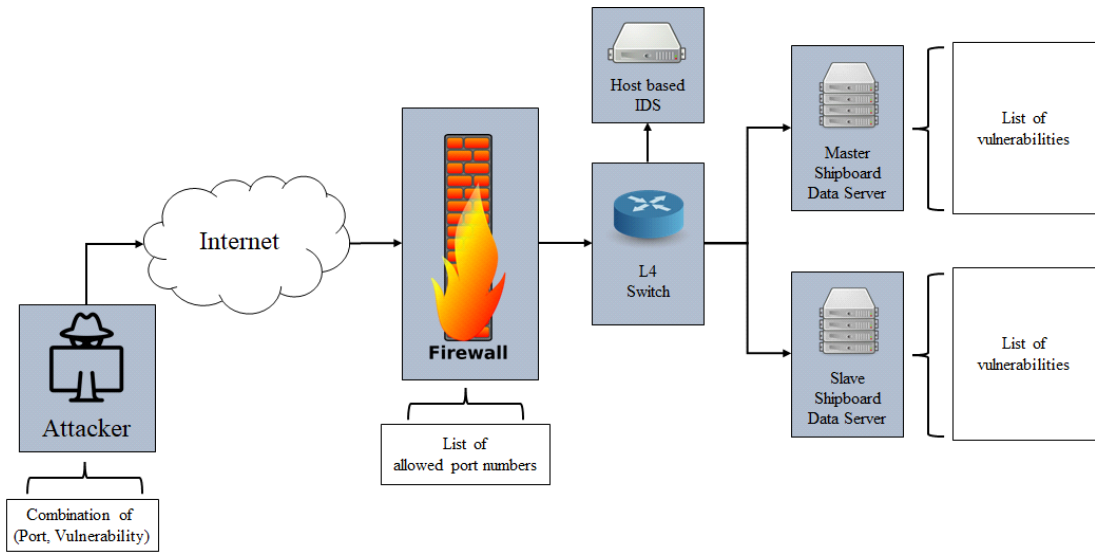 Host based
IDS
Master
Shipboard
Data Server
List of
vulnerabilities
Internet
Firewall
L4
Switch
Slave
Shipboard
Data Server
List of
vulnerabilities
Attacker
List of
allowed port numbers
Combination of
(Port, Vulnerability)